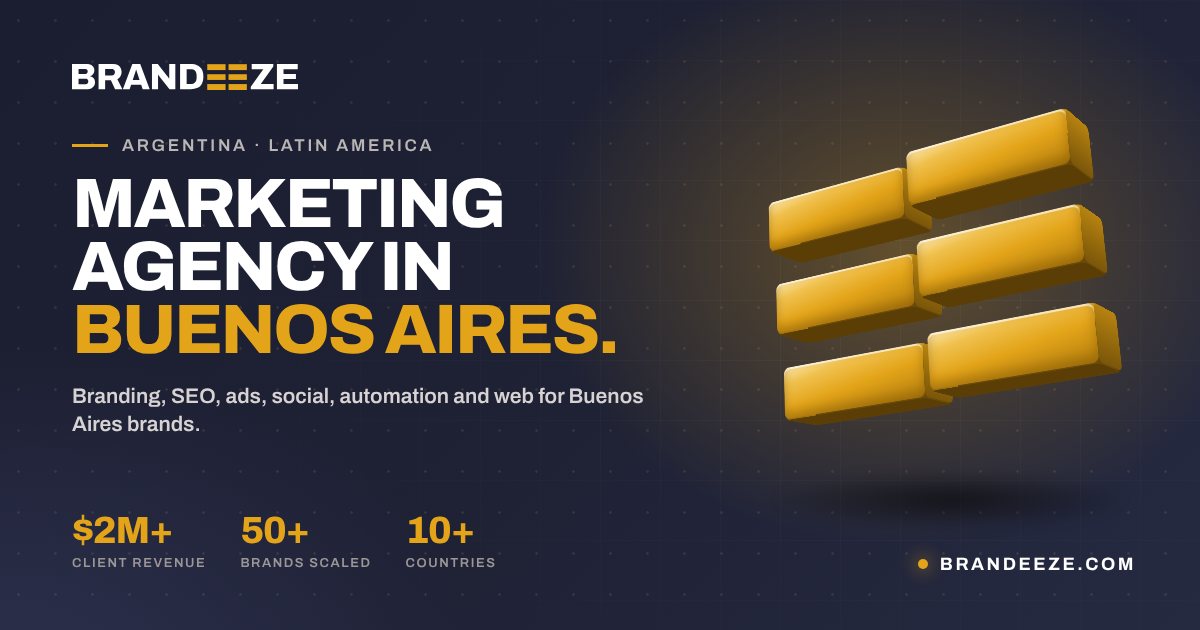 BRANDEEZE
ARGENTINA · LATIN AMERICA
MARKETING
AGENCY IN
BUENOS AIRES.
Branding, SEO, ads, social, automation and web for Buenos
Aires brands.
$2M+ 50+ 10+
CLIENT REVENUE BRANDS SCALED COUNTRIES
BRANDEEZE.COM